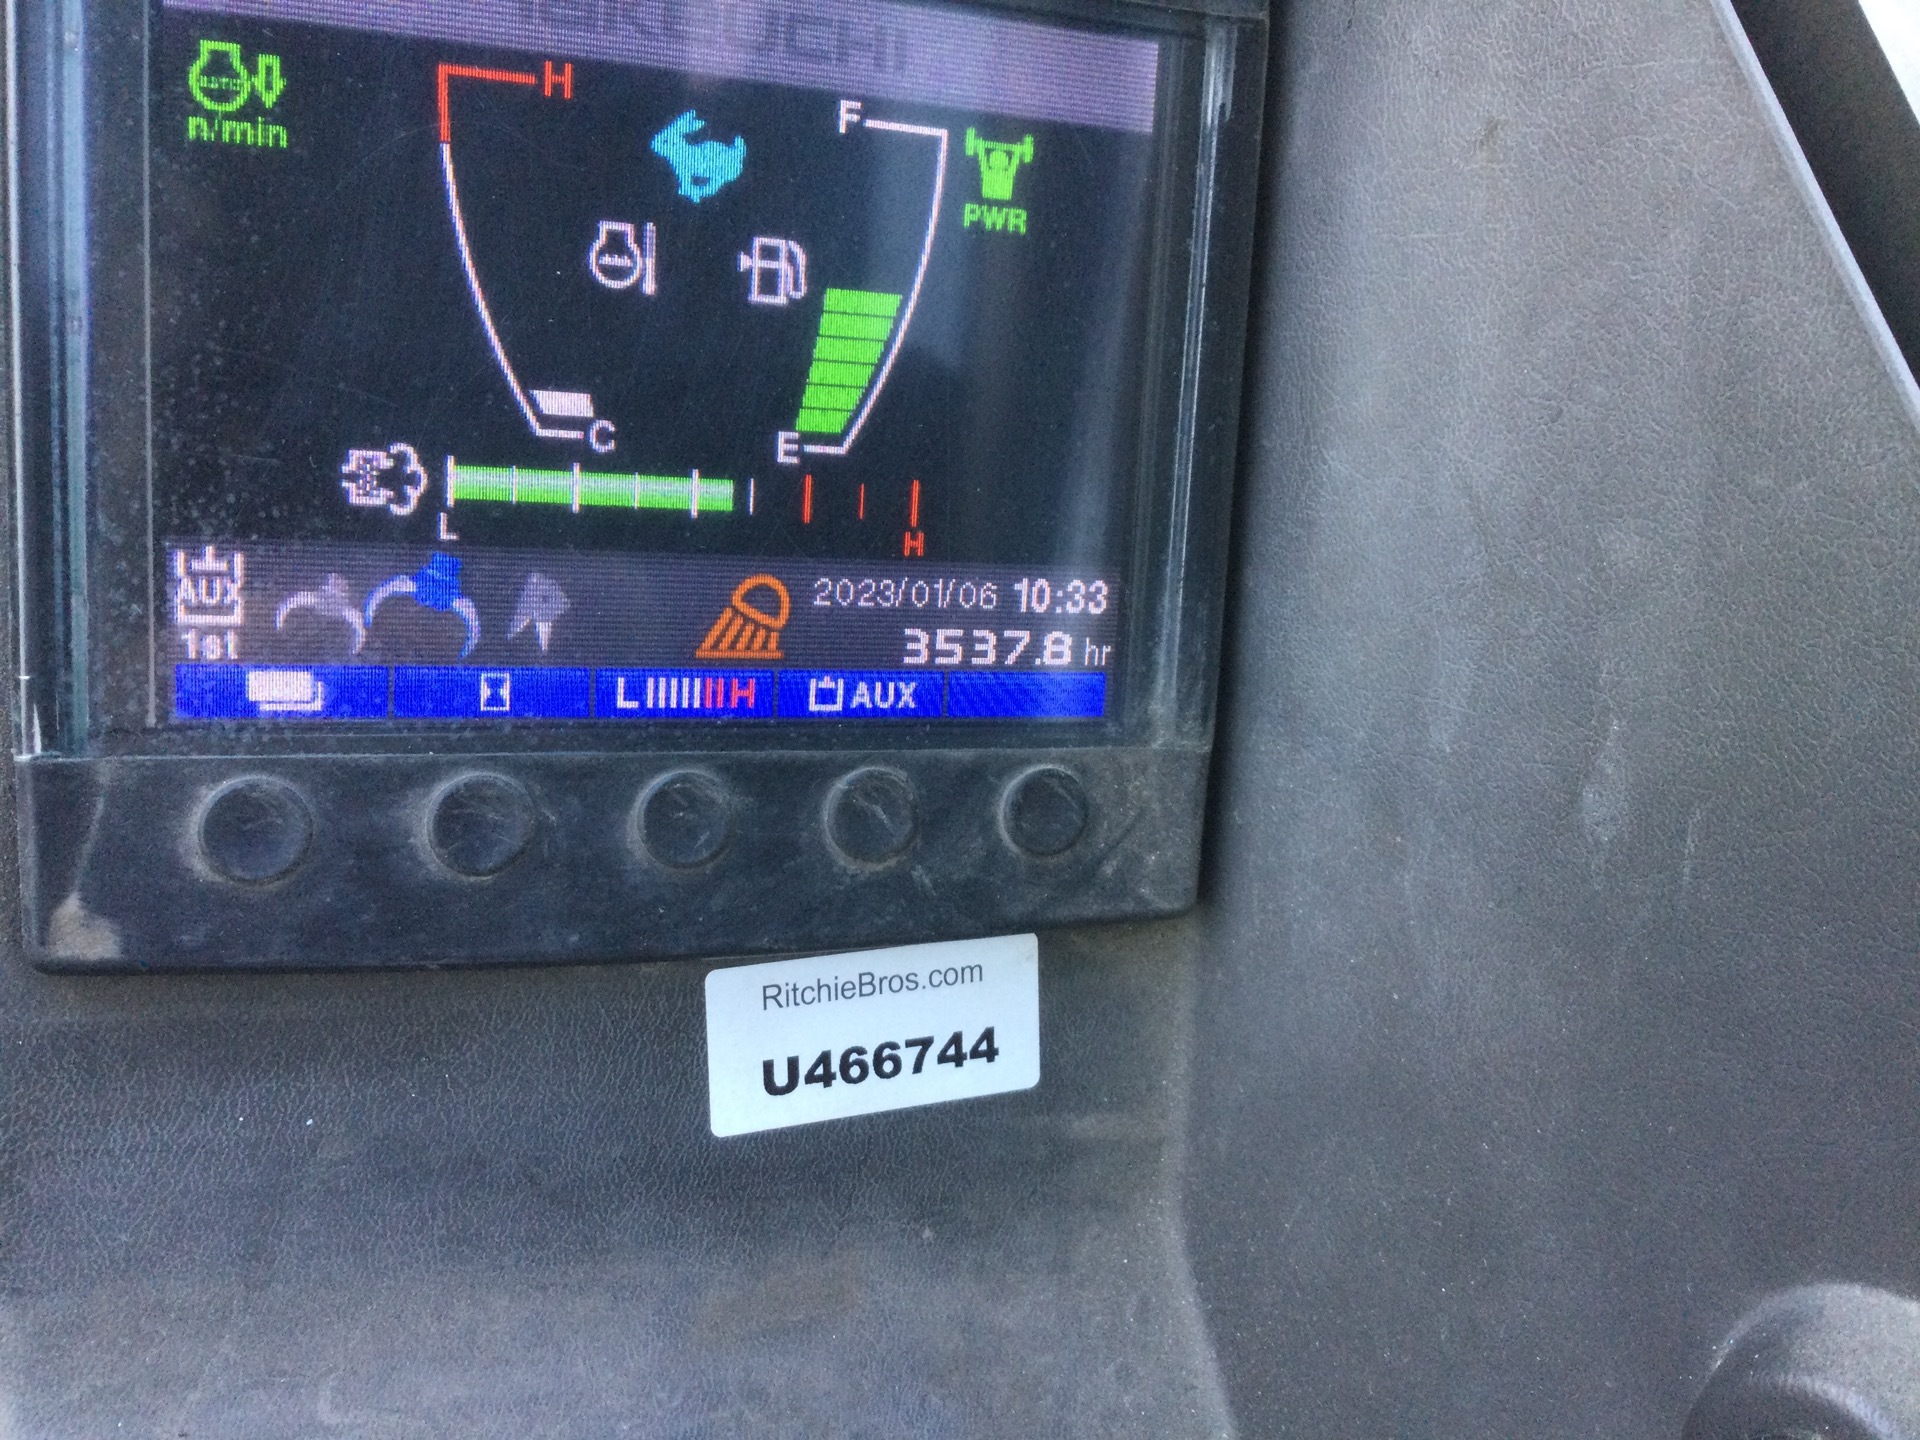 n/min
H
F
PWR
C
E
L
H
AUX
1st
2023/01/06 10:33
3537.8 hr
L H
AUX
RitchieBros.com
U466744